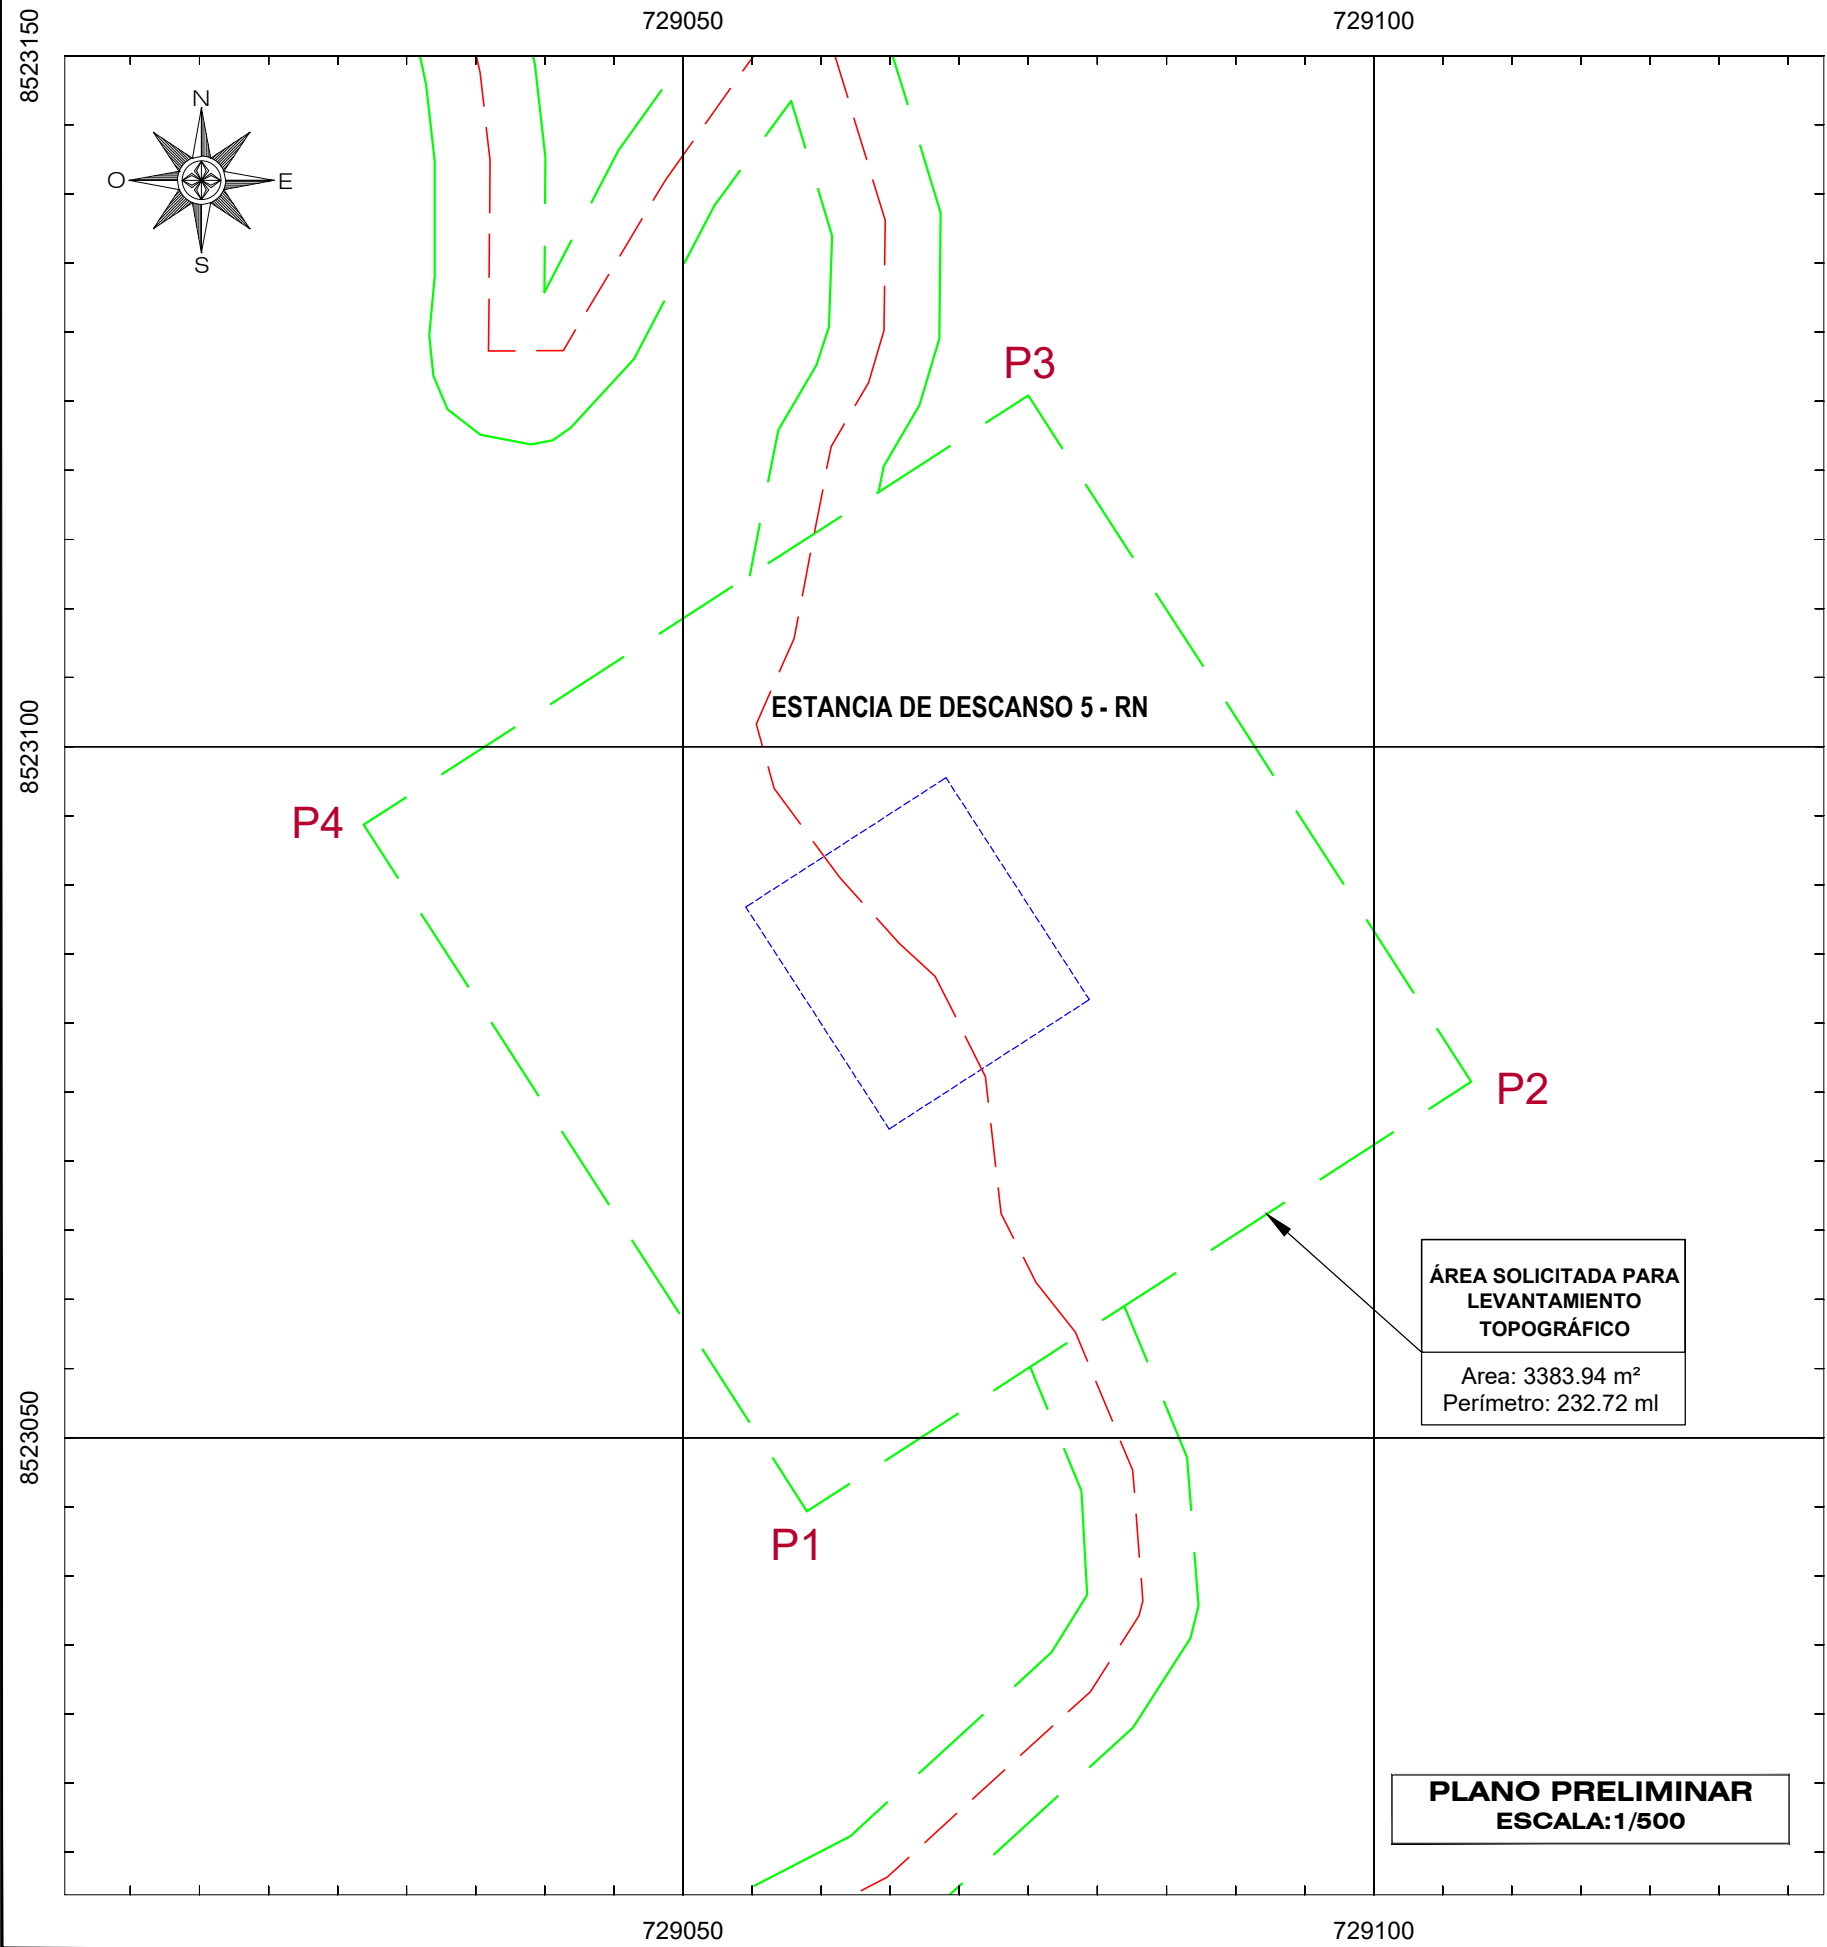 729050
729100
8523150
N
O
E
S
P3
ESTANCIA DE DESCANSO 5 - RN
8523100
P4
P2
ÁREA SOLICITADA PARA
LEVANTAMIENTO
TOPOGRÁFICO
Area: 3383.94 m²
Perímetro: 232.72 ml
8523050
P1
PLANO PRELIMINAR
ESCALA:1/500
729050
729100